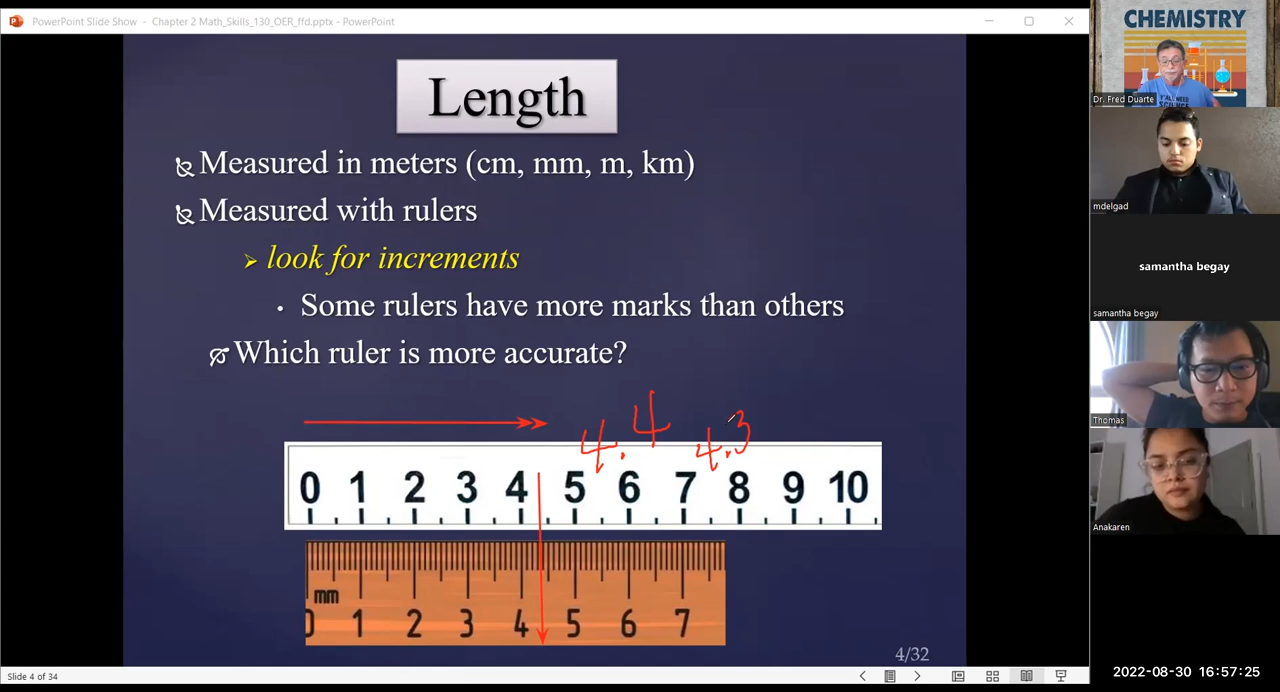 PowerPoint Slide Show - Chapter 2 Math_Skills_130_OER_ffd.pptx - PowerPoint
Length
Measured in meters (cm, mm, m, km)
Measured with rulers
look for increments
Some rulers have more marks than others
Which ruler is more accurate?
4.4 4.3
0 1 2 3 4 5 6 7 8 9 10
mm
0 1 2 3 4 5 6 7
4/32
Slide 4 of 34
CHEMISTRY
Y'ALL NEED
SCIENCE
Dr. Fred Duarte
mdelgad
samantha begay
samantha begay
Thomas
Anakaren
2022-08-30 16:57:25